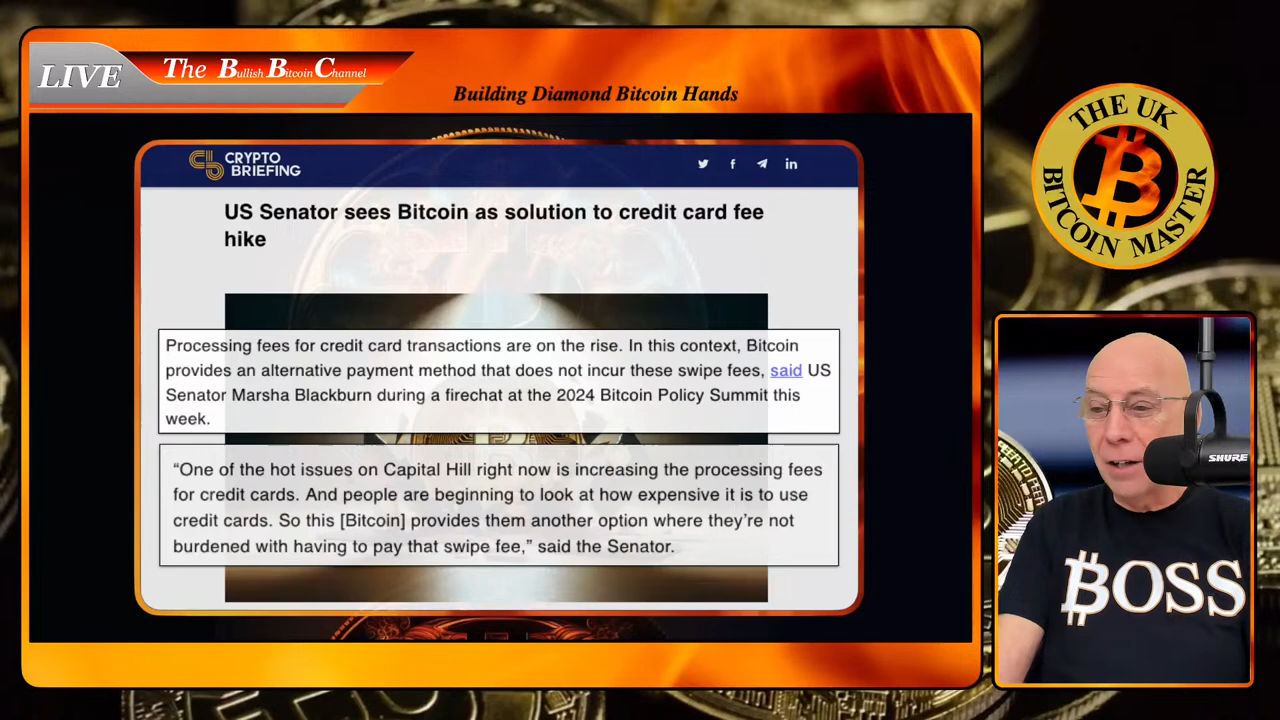 LIVE
The Bullish Bitcoin Channel
Building Diamond Bitcoin Hands
CRYPTO
BRIEFING
US Senator sees Bitcoin as solution to credit card fee
hike
Processing fees for credit card transactions are on the rise. In this context, Bitcoin
provides an alternative payment method that does not incur these swipe fees, said US
Senator Marsha Blackburn during a firechat at the 2024 Bitcoin Policy Summit this
week.
“One of the hot issues on Capital Hill right now is increasing the processing fees
for credit cards. And people are beginning to look at how expensive it is to use
credit cards. So this [Bitcoin] provides them another option where they’re not
burdened with having to pay that swipe fee,” said the Senator.
THE UK
BITCOIN MASTER
SHURE
₿OSS